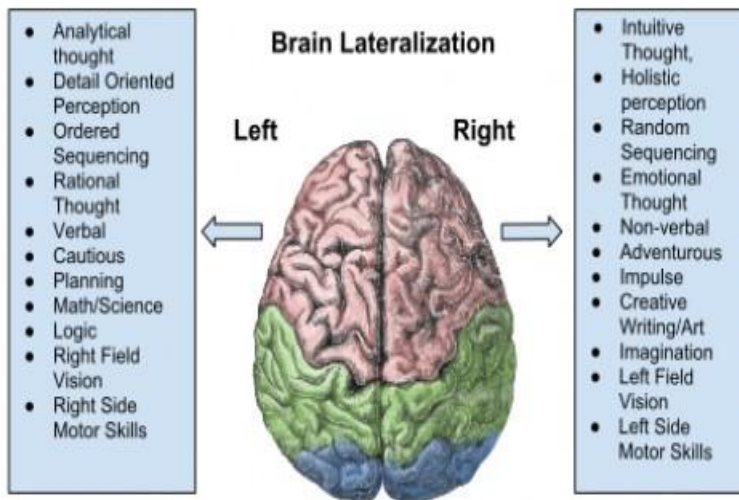 Brain Lateralization
Left
Right
● Analytical
thought
● Detail Oriented
Perception
● Ordered
Sequencing
● Rational
Thought
● Verbal
● Cautious
● Planning
● Math/Science
● Logic
● Right Field
Vision
● Right Side
Motor Skills
● Intuitive
Thought,
● Holistic
perception
● Random
Sequencing
● Emotional
Thought
● Non-verbal
● Adventurous
● Impulse
● Creative
Writing/Art
● Imagination
● Left Field
Vision
● Left Side
Motor Skills